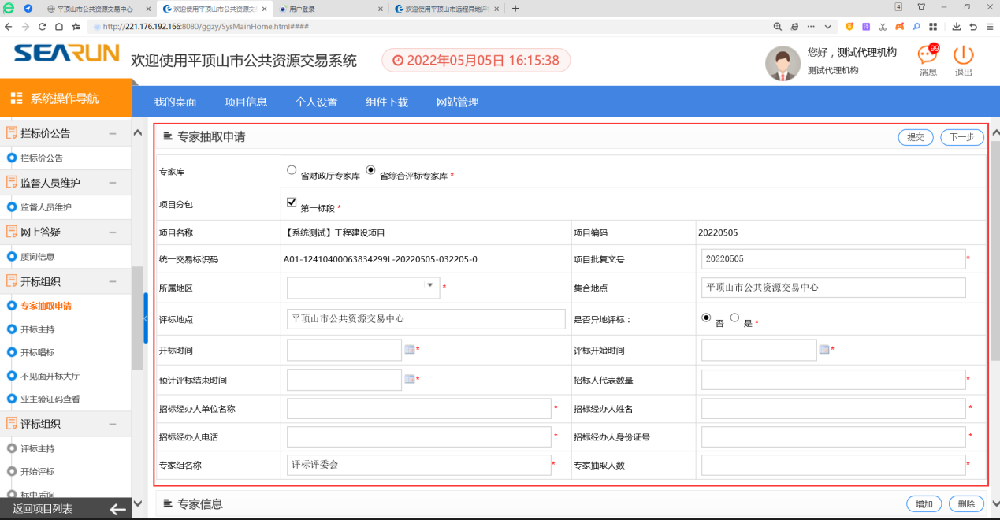 平顶山市公共资源交易中心
欢迎使用平顶山市公共资源交
用户登录
欢迎使用平顶山市远程异地评
4
http://221.176.192.166:8080/ggzy/SysMainHome.html####
SEARUN
欢迎使用平顶山市公共资源交易系统
2022年05月05日 16:15:38
您好，测试代理机构
测试代理机构
99
消息
退出
系统操作导航
我的桌面
项目信息
个人设置
组件下载
网站管理
拦标价公告
拦标价公告
监督人员维护
监督人员维护
网上答疑
质询信息
开标组织
专家抽取申请
开标主持
开标唱标
不见面开标大厅
业主验证码查看
评标组织
评标主持
开始评标
标中质询
返回项目列表
专家抽取申请
提交
下一步
专家库
省财政厅专家库 省综合评标专家库 *
项目分包
第一标段 *
项目名称
【系统测试】工程建设项目
项目编码
20220505
统一交易标识码
A01-12410400063834299L-20220505-032205-0
项目批复文号
20220505 *
所属地区
*
集合地点
平顶山市公共资源交易中心
评标地点
平顶山市公共资源交易中心
是否异地评标：
否 是 *
开标时间
*
评标开始时间
*
预计评标结束时间
*
招标人代表数量
*
招标经办人单位名称
*
招标经办人姓名
*
招标经办人电话
*
招标经办人身份证号
*
专家组名称
评标评委会 *
专家抽取人数
*
专家信息
增加
删除